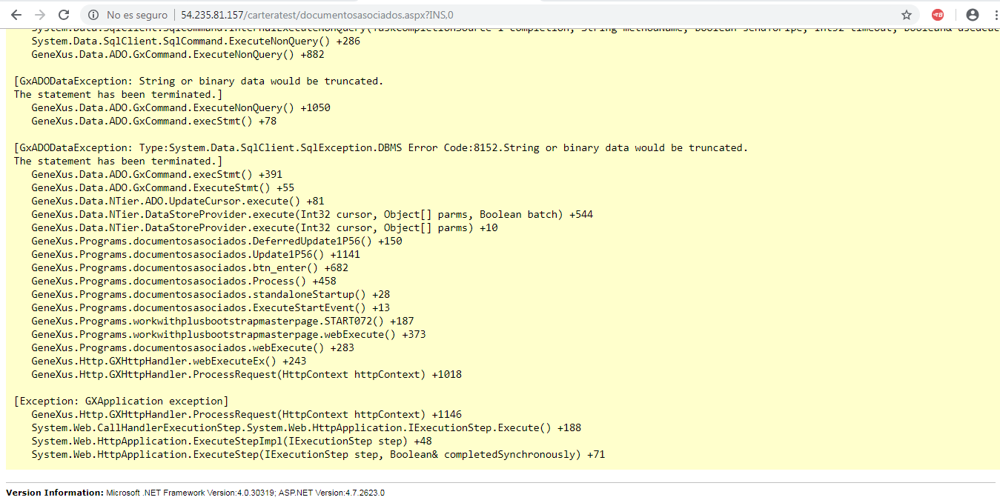 No es seguro 54.235.81.157/carteratest/documentosasociados.aspx?INS,0
System.Data.SqlClient.SqlCommand.InternalExecuteNonQuery(TaskCompletionSource`1 completion, String methodName, Boolean sendToPipe, Int32 timeout, Boolean&
System.Data.SqlClient.SqlCommand.ExecuteNonQuery() +286
GeneXus.Data.ADO.GxCommand.ExecuteNonQuery() +882
[GxADODataException: String or binary data would be truncated.
The statement has been terminated.]
GeneXus.Data.ADO.GxCommand.ExecuteNonQuery() +1050
GeneXus.Data.ADO.GxCommand.execStmt() +78
[GxADODataException: Type:System.Data.SqlClient.SqlException.DBMS Error Code:8152.String or binary data would be truncated.
The statement has been terminated.]
GeneXus.Data.ADO.GxCommand.execStmt() +391
GeneXus.Data.ADO.GxCommand.ExecuteStmt() +55
GeneXus.Data.NTier.ADO.UpdateCursor.execute() +81
GeneXus.Data.NTier.DataStoreProvider.execute(Int32 cursor, Object[] parms, Boolean batch) +544
GeneXus.Data.NTier.DataStoreProvider.execute(Int32 cursor, Object[] parms) +10
GeneXus.Programs.documentosasociados.DeferredUpdate1P56() +150
GeneXus.Programs.documentosasociados.Update1P56() +1141
GeneXus.Programs.documentosasociados.btn_enter() +682
GeneXus.Programs.documentosasociados.Process() +458
GeneXus.Programs.documentosasociados.standaloneStartup() +28
GeneXus.Programs.documentosasociados.ExecuteStartEvent() +13
GeneXus.Programs.workwithplusbootstrapmasterpage.START072() +187
GeneXus.Programs.workwithplusbootstrapmasterpage.webExecute() +373
GeneXus.Programs.documentosasociados.webExecute() +283
GeneXus.Http.GXHttpHandler.webExecuteEx() +243
GeneXus.Http.GXHttpHandler.ProcessRequest(HttpContext httpContext) +1018
[Exception: GXApplication exception]
GeneXus.Http.GXHttpHandler.ProcessRequest(HttpContext httpContext) +1146
System.Web.CallHandlerExecutionStep.System.Web.HttpApplication.IExecutionStep.Execute() +188
System.Web.HttpApplication.ExecuteStepImpl(IExecutionStep step) +48
System.Web.HttpApplication.ExecuteStep(IExecutionStep step, Boolean& completedSynchronously) +71
Version Information: Microsoft .NET Framework Version:4.0.30319; ASP.NET Version:4.7.2623.0